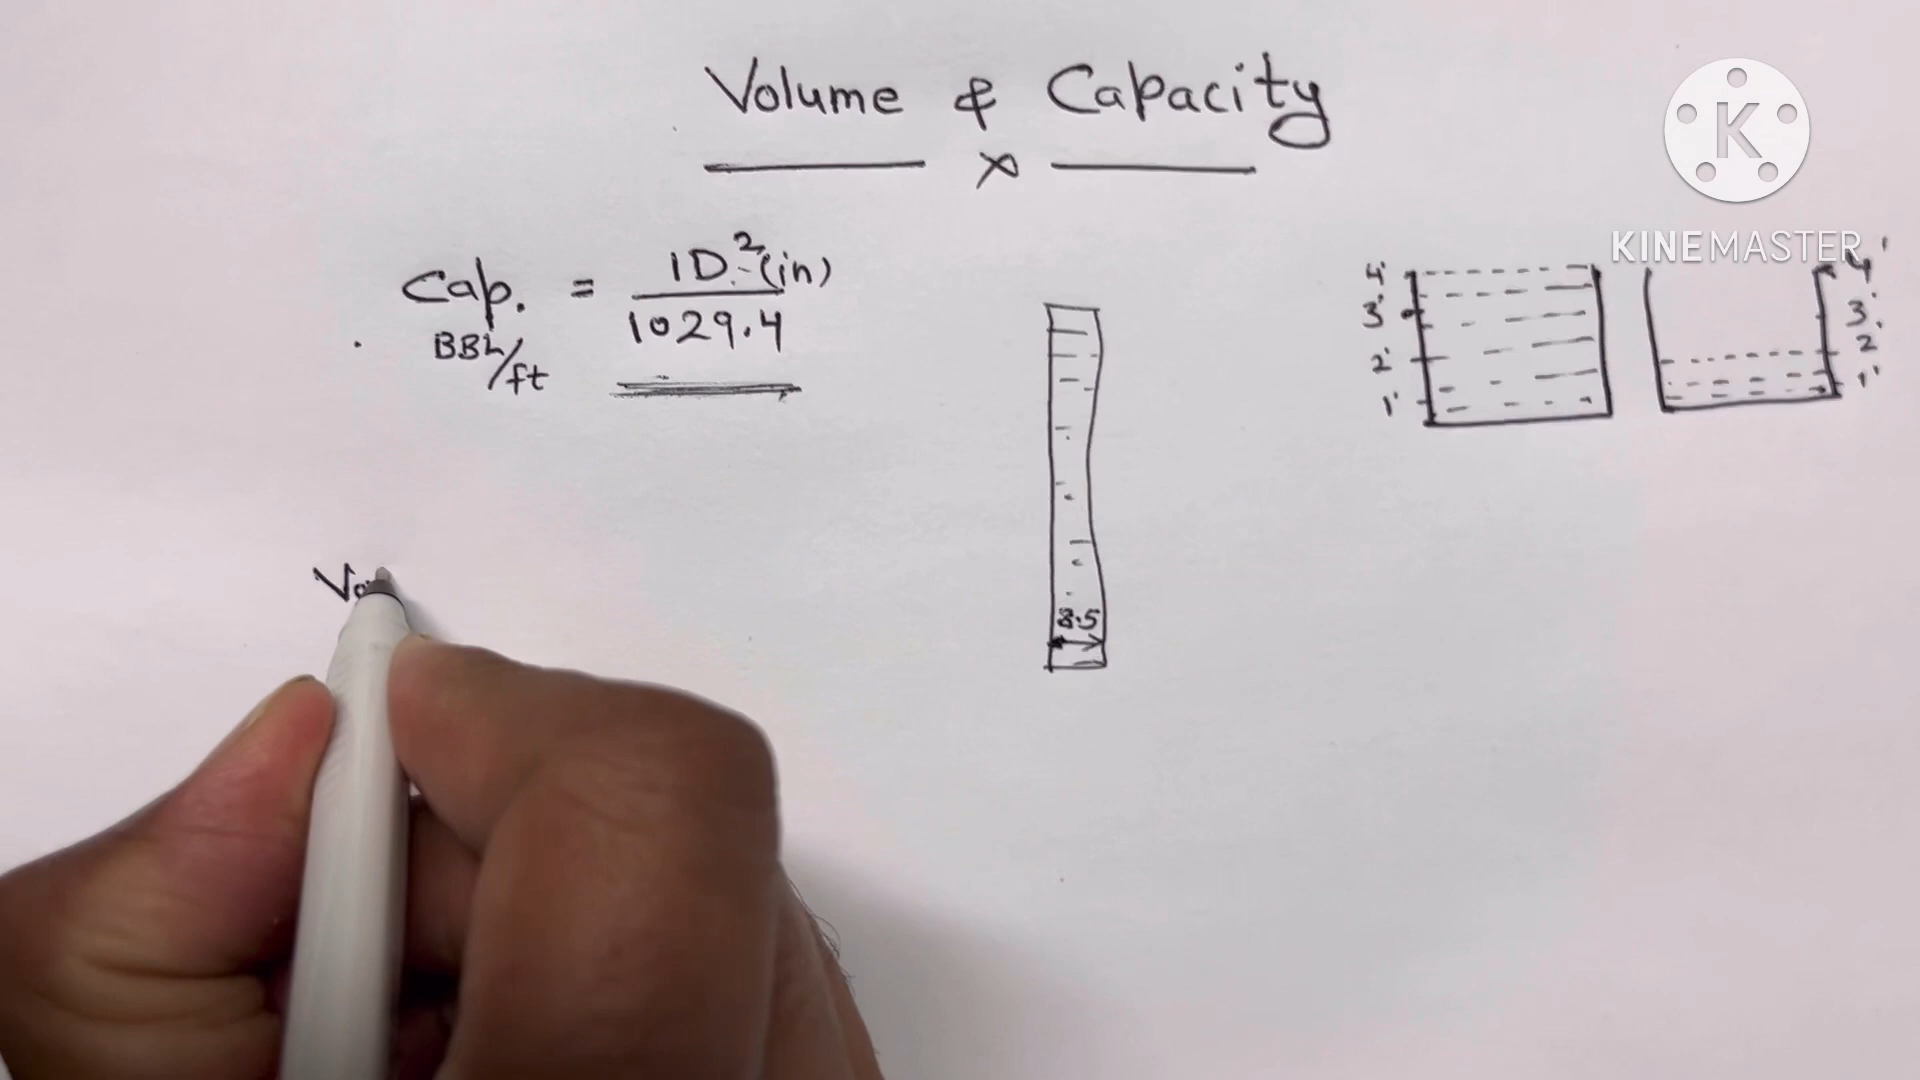 Volume & Capacity
x
Cap. = ID² (in)
1029.4
BBL/ft
4'
3'
2'
1'
4'
3'
2
1'
8.5
Vo
K
KINEMASTER